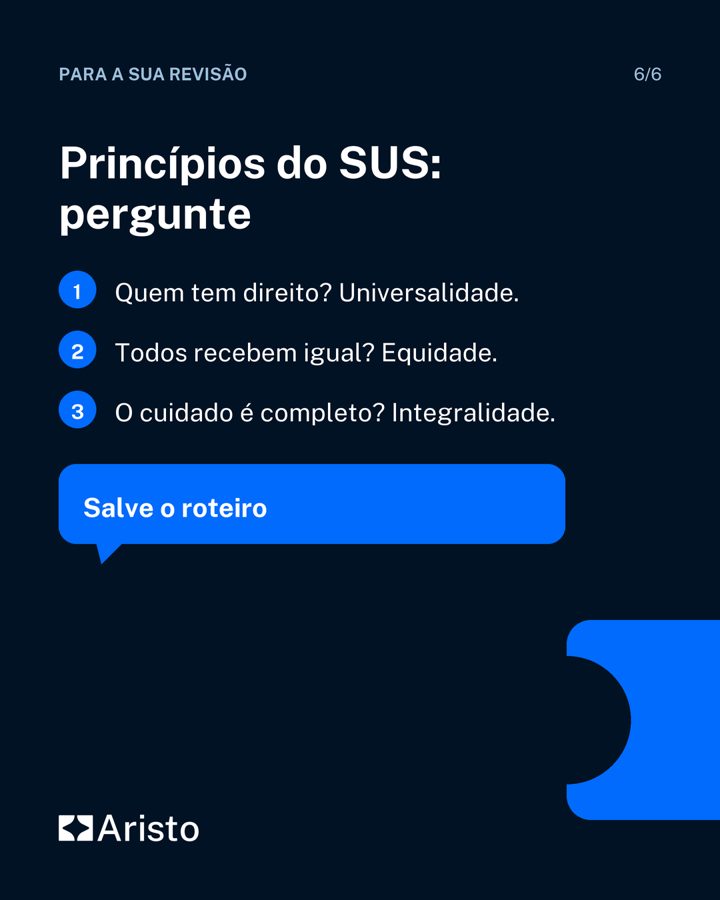 PARA A SUA REVISÃO
6/6
Princípios do SUS:
pergunte
1 Quem tem direito? Universalidade.
2 Todos recebem igual? Equidade.
3 O cuidado é completo? Integralidade.
Salve o roteiro
Aristo